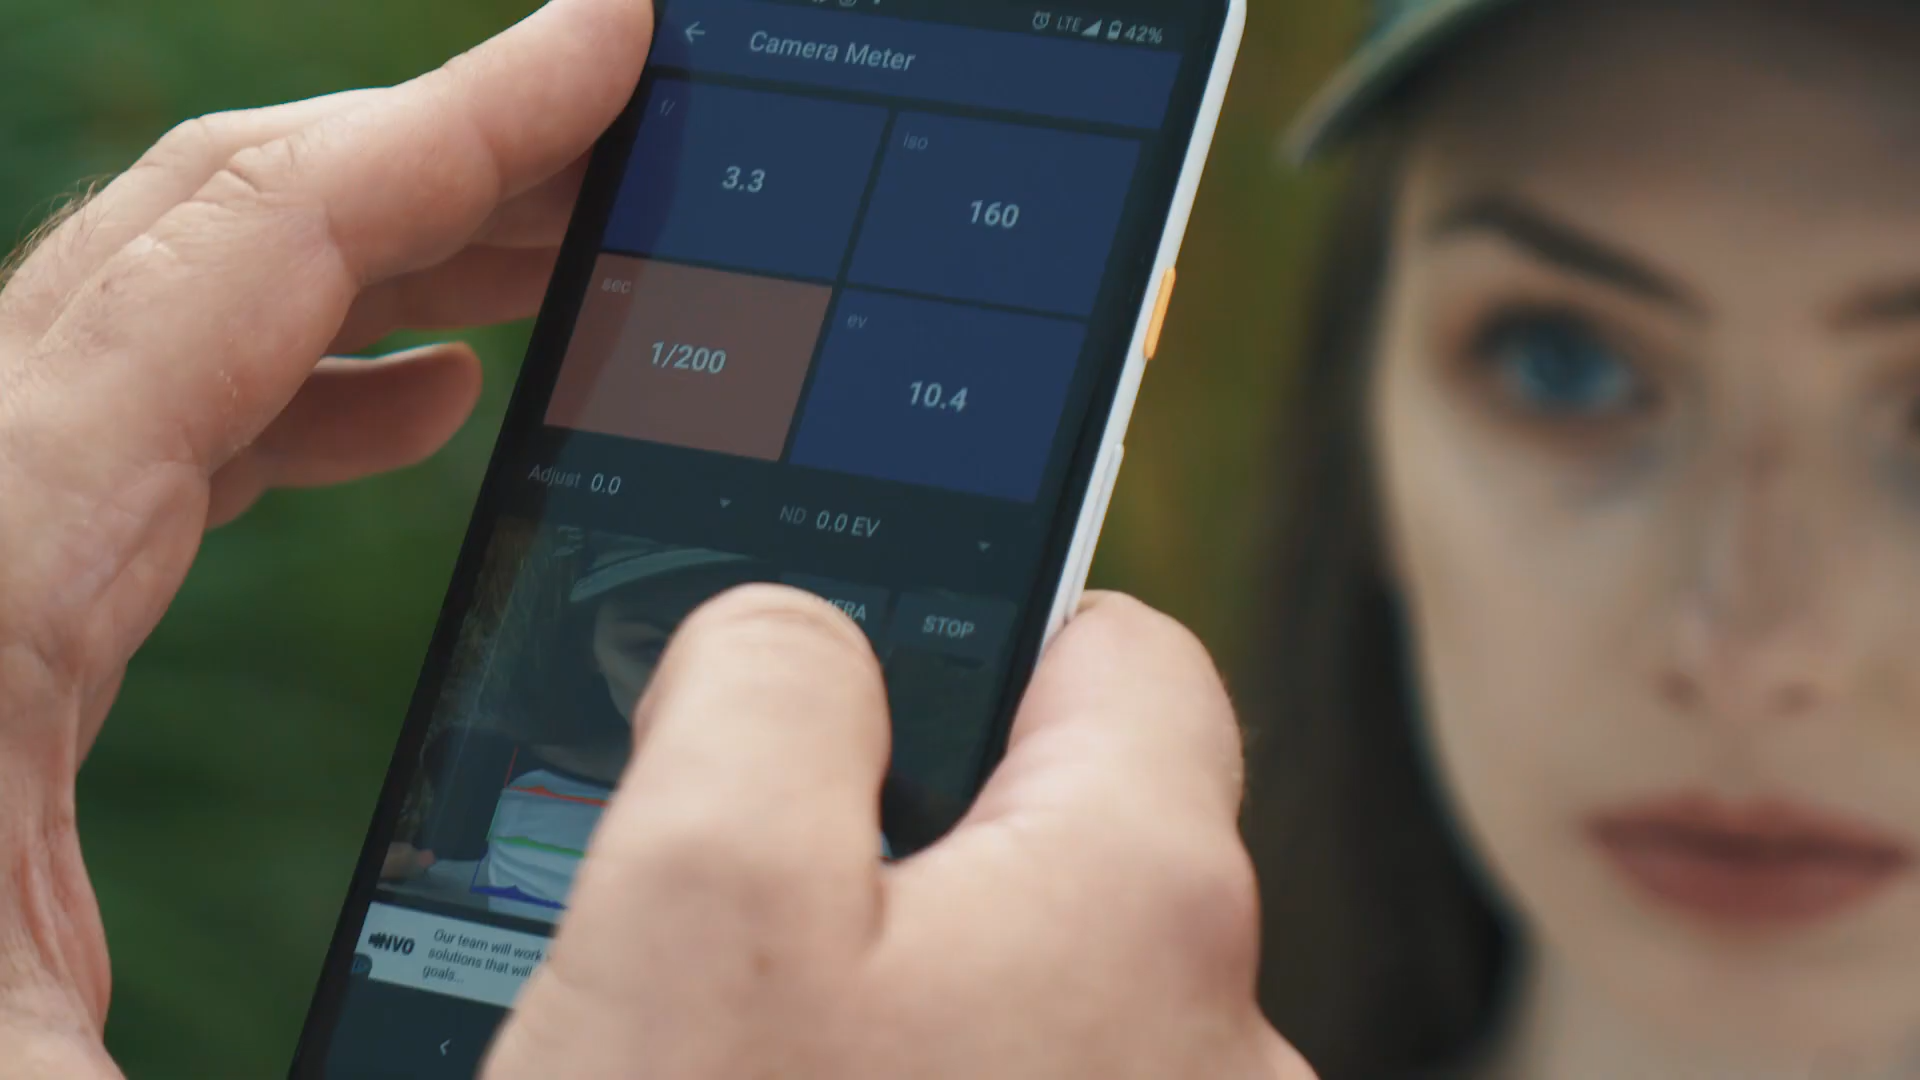 LTE 42%
Camera Meter
f/
3.3
iso
160
sec
1/200
ev
10.4
Adjust 0.0
ND 0.0 EV
STOP
NVO
Our team will work
solutions that will
goals...